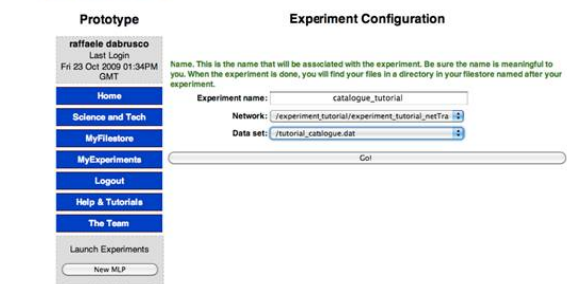 Prototype
raffaele dabrusco
Last Login
Fri 23 Oct 2009 01:34PM
GMT
Home
Science and Tech
MyFilestore
MyExperiments
Logout
Help & Tutorials
The Team
Launch Experiments
New MLP
Experiment Configuration
Name. This is the name that will be associated with the experiment. Be sure the name is meaningful to
you. When the experiment is done, you will find your files in a directory in your filestore named after your
experiment.
Experiment name: catalogue_tutorial
Network: /experiment_tutorial/experiment_tutorial_netTra
Data set: /tutorial_catalogue.dat
Go!